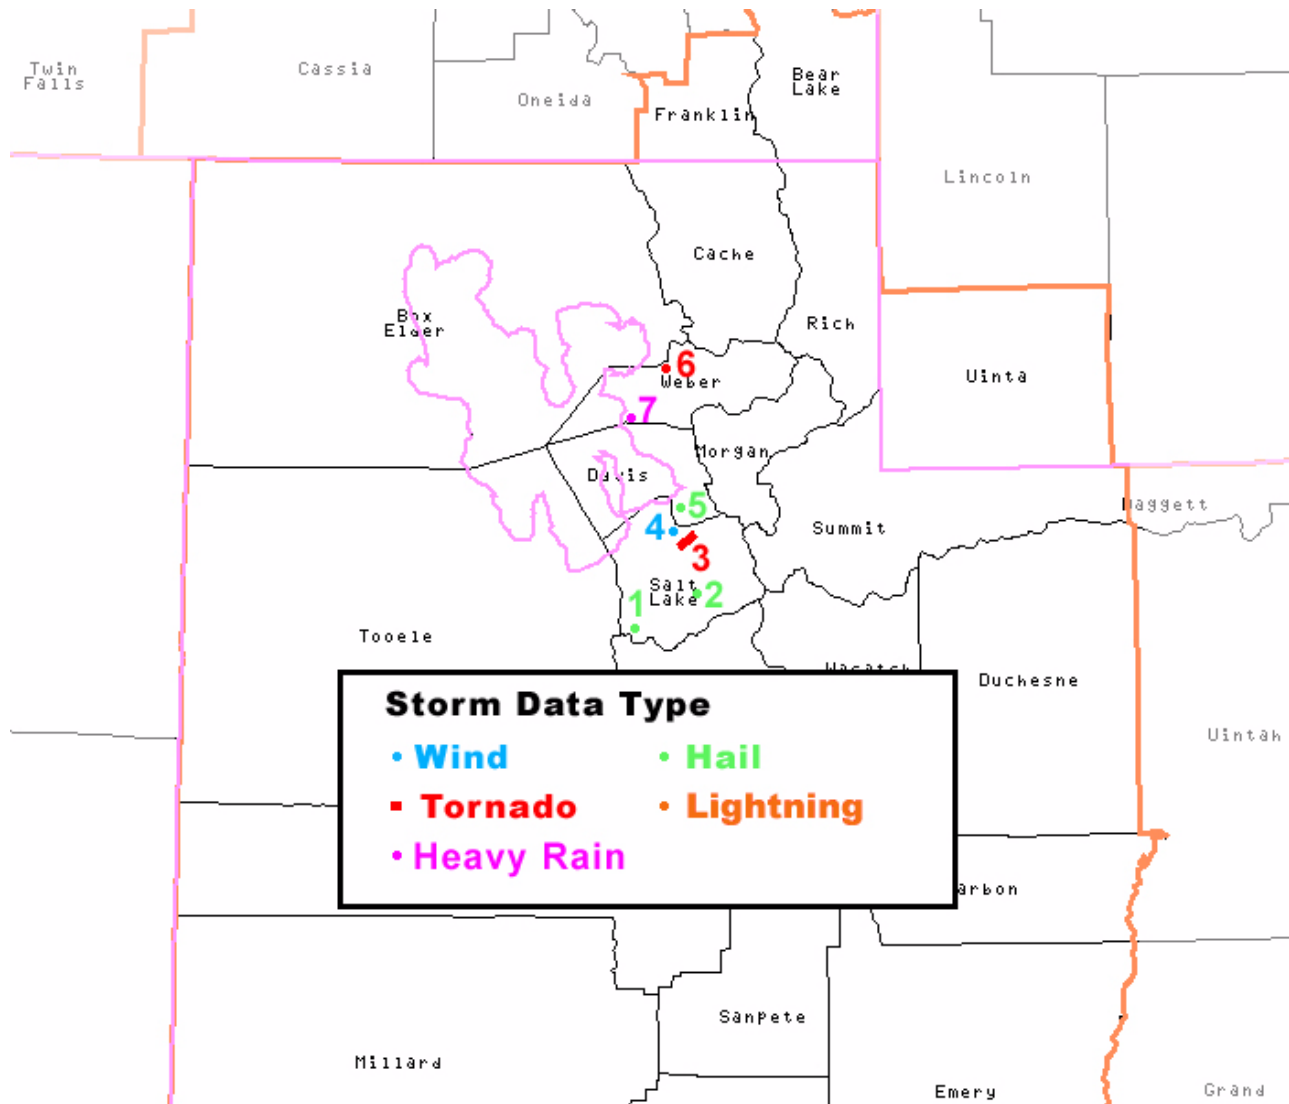 Twin
Falls
Cassia
Oneida
Franklin
Bear
Lake
Lincoln
Cache
Box
Elder
Rich
Uinta
6
Weber
7
Morgan
Davis
5
4
3
Summit
Daggett
Salt
Lake
2
1
Tooele
Wasatch
Duchesne
Uintah
Storm Data Type
Wind
Hail
Tornado
Lightning
Heavy Rain
arbon
Sanpete
Millard
Emery
Grand